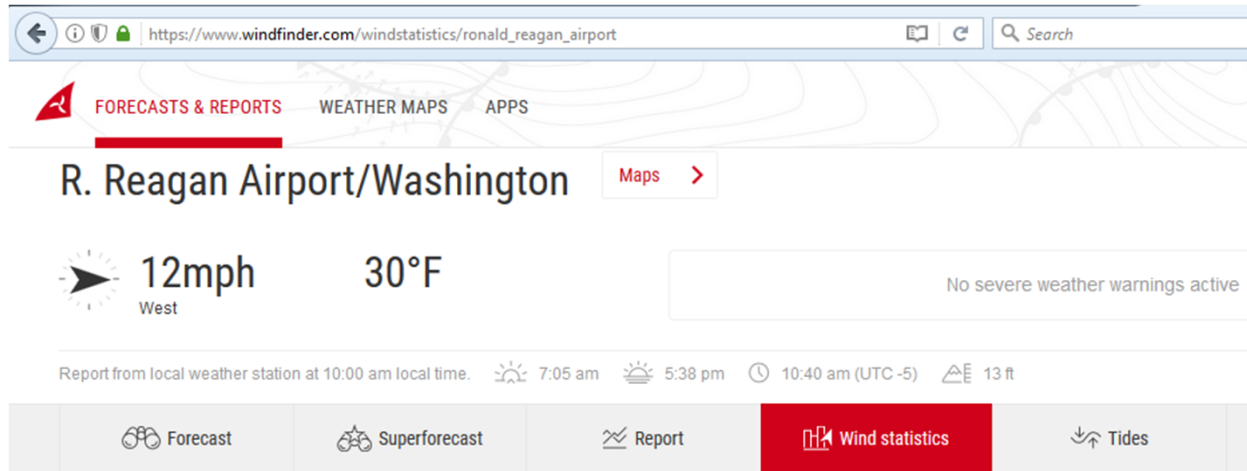 https://www.windfinder.com/windstatistics/ronald_reagan_airport
Search
FORECASTS & REPORTS WEATHER MAPS APPS
R. Reagan Airport/Washington Maps
12mph 30°F
West
No severe weather warnings active
Report from local weather station at 10:00 am local time. 7:05 am 5:38 pm 10:40 am (UTC -5) 13 ft
Forecast Superforecast Report Wind statistics Tides